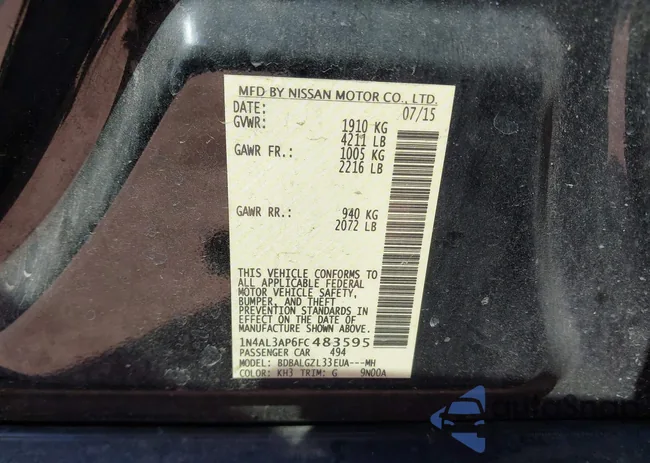 MFD BY NISSAN MOTOR CO., LTD.
DATE: 07/15
GVWR: 1910 KG
4211 LB
GAWR FR.: 1005 KG
2216 LB
GAWR RR.: 940 KG
2072 LB
THIS VEHICLE CONFORMS TO
ALL APPLICABLE FEDERAL
MOTOR VEHICLE SAFETY,
BUMPER, AND THEFT
PREVENTION STANDARDS IN
EFFECT ON THE DATE OF
MANUFACTURE SHOWN ABOVE.
1N4AL3AP6FC483595
PASSENGER CAR 494
MODEL: BDBALGZL33EUA---MH
COLOR: KH3 TRIM: G 9N00A
autoSnap